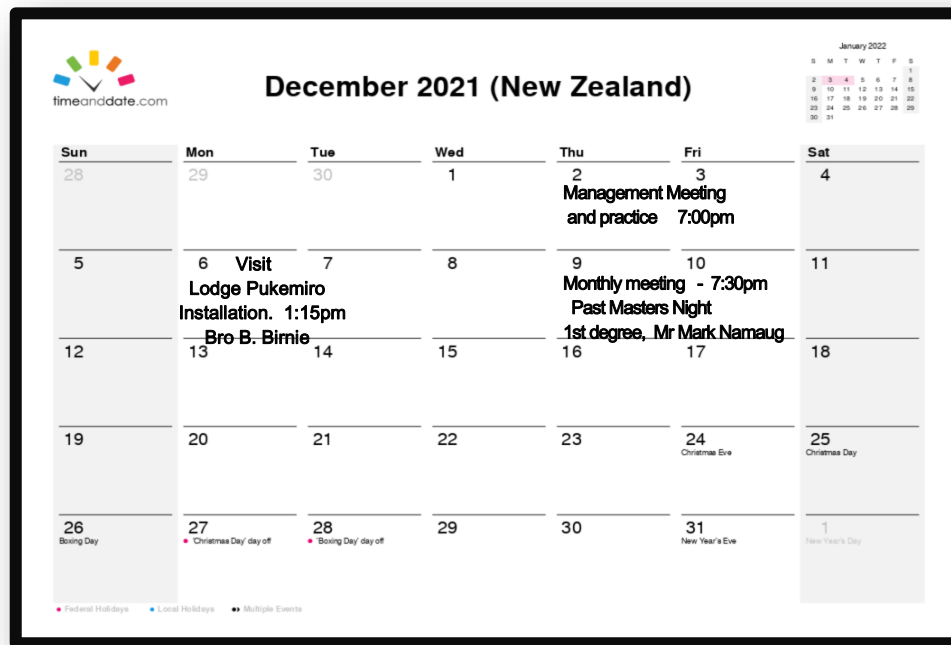 January 2022
S M T W T F S
1
2 3 4 5 6 7 8
9 10 11 12 13 14 15
16 17 18 19 20 21 22
23 24 25 26 27 28 29
30 31
timeanddate.com
December 2021 (New Zealand)
Sun Mon Tue Wed Thu Fri Sat
28 29 30 1 2 3 4
Management Meeting
and practice 7:00pm
5 6 7 8 9 10 11
Visit
Lodge Pukemiro
Installation. 1:15pm
Bro B. Birnie
Monthly meeting - 7:30pm
Past Masters Night
1st degree, Mr Mark Namaug
12 13 14 15 16 17 18
19 20 21 22 23 24 25
Christmas Eve Christmas Day
26 27 28 29 30 31 1
Boxing Day 'Christmas Day' day off 'Boxing Day' day off New Year's Eve New Year's Day
Federal Holidays Local Holidays Multiple Events